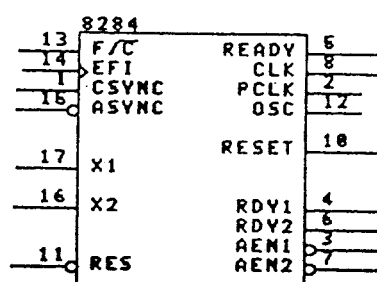 8284
13 F/C READY 5
14 EFI CLK 8
1 CSYNC PCLK 2
15 ASYNC OSC 12
RESET 10
17 X1
16 X2 RDY1 4
RDY2 6
AEN1 3
11 RES AEN2 7